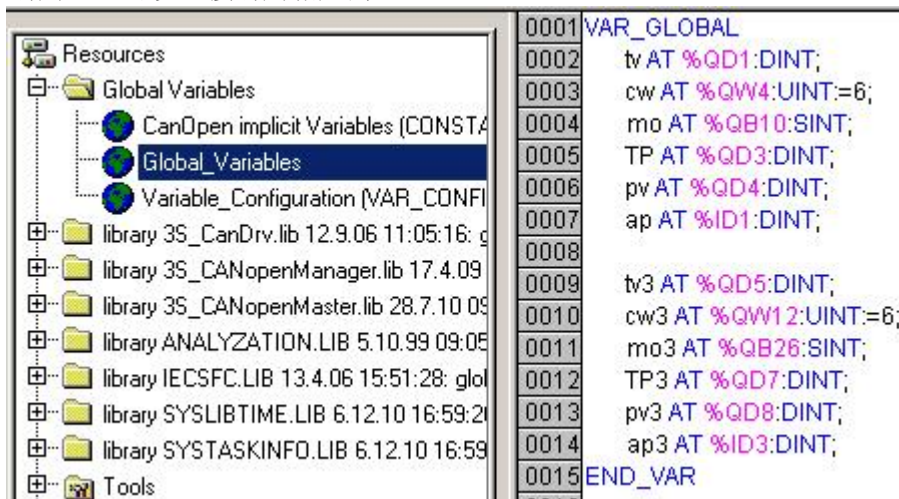 Resources
Global Variables
CanOpen implicit Variables (CONSTA
Global_Variables
Variable_Configuration (VAR_CONFI
library 3S_CanDrv.lib 12.9.06 11:05:16: g
library 3S_CANopenManager.lib 17.4.09
library 3S_CANopenMaster.lib 28.7.10 09
library ANALYZATION.LIB 5.10.99 09:05
library IECSFC.LIB 13.4.06 15:51:28: glol
library SYSLIBTIME.LIB 6.12.10 16:59:20
library SYSTASKINFO.LIB 6.12.10 16:59
Tools
0001 VAR_GLOBAL
0002 tv AT %QD1:DINT;
0003 cw AT %QW4:UINT:=6;
0004 mo AT %QB10:SINT;
0005 TP AT %QD3:DINT;
0006 pv AT %QD4:DINT;
0007 ap AT %ID1:DINT;
0008
0009 tv3 AT %QD5:DINT;
0010 cw3 AT %QW12:UINT:=6;
0011 mo3 AT %QB26:SINT;
0012 TP3 AT %QD7:DINT;
0013 pv3 AT %QD8:DINT;
0014 ap3 AT %ID3:DINT;
0015 END_VAR